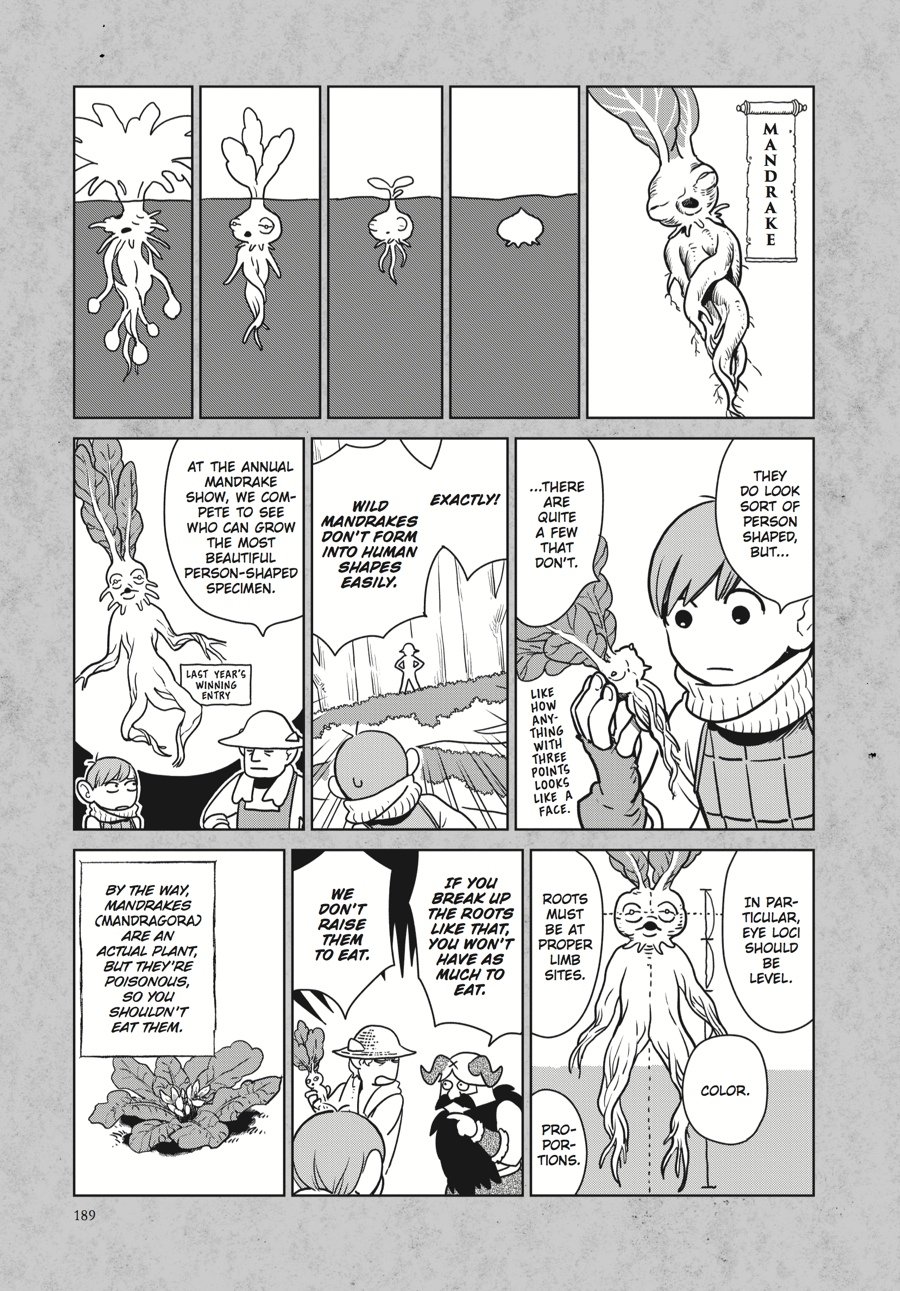 MANDRAKE
THEY
DO LOOK
SORT OF
PERSON
SHAPED,
BUT...
...THERE
ARE
QUITE
A FEW
THAT
DON'T.
LIKE
HOW
ANY-
THING
WITH
THREE
POINTS
LOOKS
LIKE A
FACE.
EXACTLY!
WILD
MANDRAKES
DON'T FORM
INTO HUMAN
SHAPES
EASILY.
AT THE ANNUAL
MANDRAKE
SHOW, WE COM-
PETE TO SEE
WHO CAN GROW
THE MOST
BEAUTIFUL
PERSON-SHAPED
SPECIMEN.
LAST YEAR'S
WINNING
ENTRY
IN PAR-
TICULAR,
EYE LOCI
SHOULD
BE
LEVEL.
ROOTS
MUST
BE AT
PROPER
LIMB
SITES.
COLOR.
PRO-
POR-
TIONS.
IF YOU
BREAK UP
THE ROOTS
LIKE THAT,
YOU WON'T
HAVE AS
MUCH TO
EAT.
WE
DON'T
RAISE
THEM
TO EAT.
BY THE WAY,
MANDRAKES
(MANDRAGORA)
ARE AN
ACTUAL PLANT,
BUT THEY'RE
POISONOUS,
SO YOU
SHOULDN'T
EAT THEM.
189